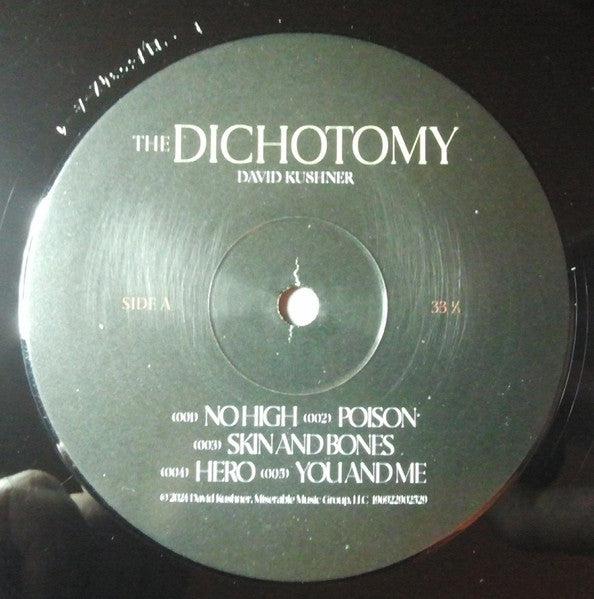 THE DICHOTOMY
DAVID KUSHNER
SIDE A
33 ⅓
(001) NO HIGH (002) POISON
(003) SKIN AND BONES
(004) HERO (005) YOU AND ME
© 2024 David Kushner, Miserable Music Group, LLC